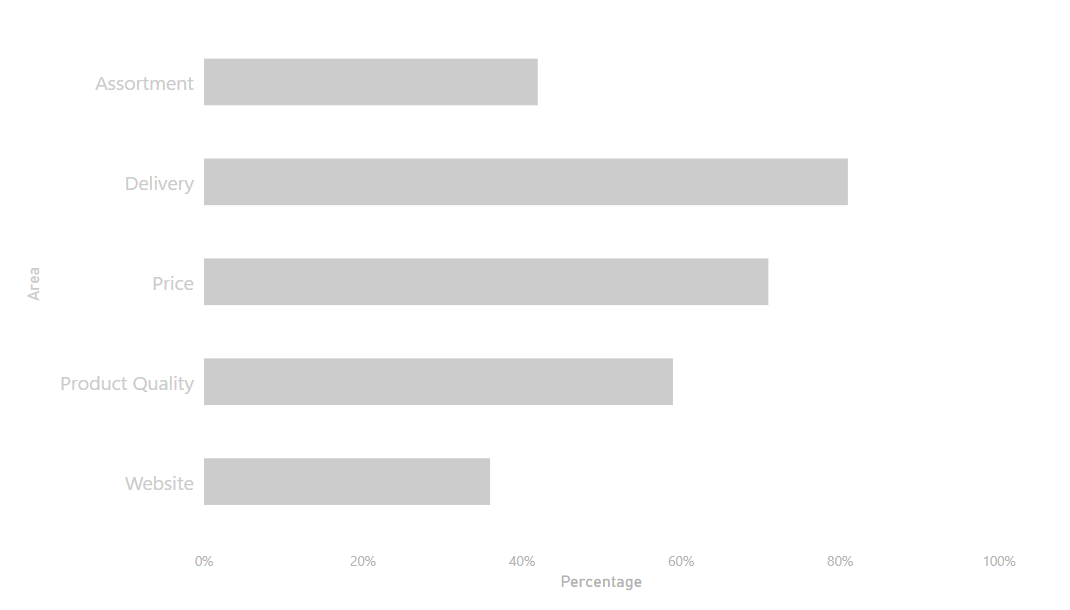 Assortment
Delivery
Price
Area
Product Quality
Website
0% 20% 40% 60% 80% 100%
Percentage